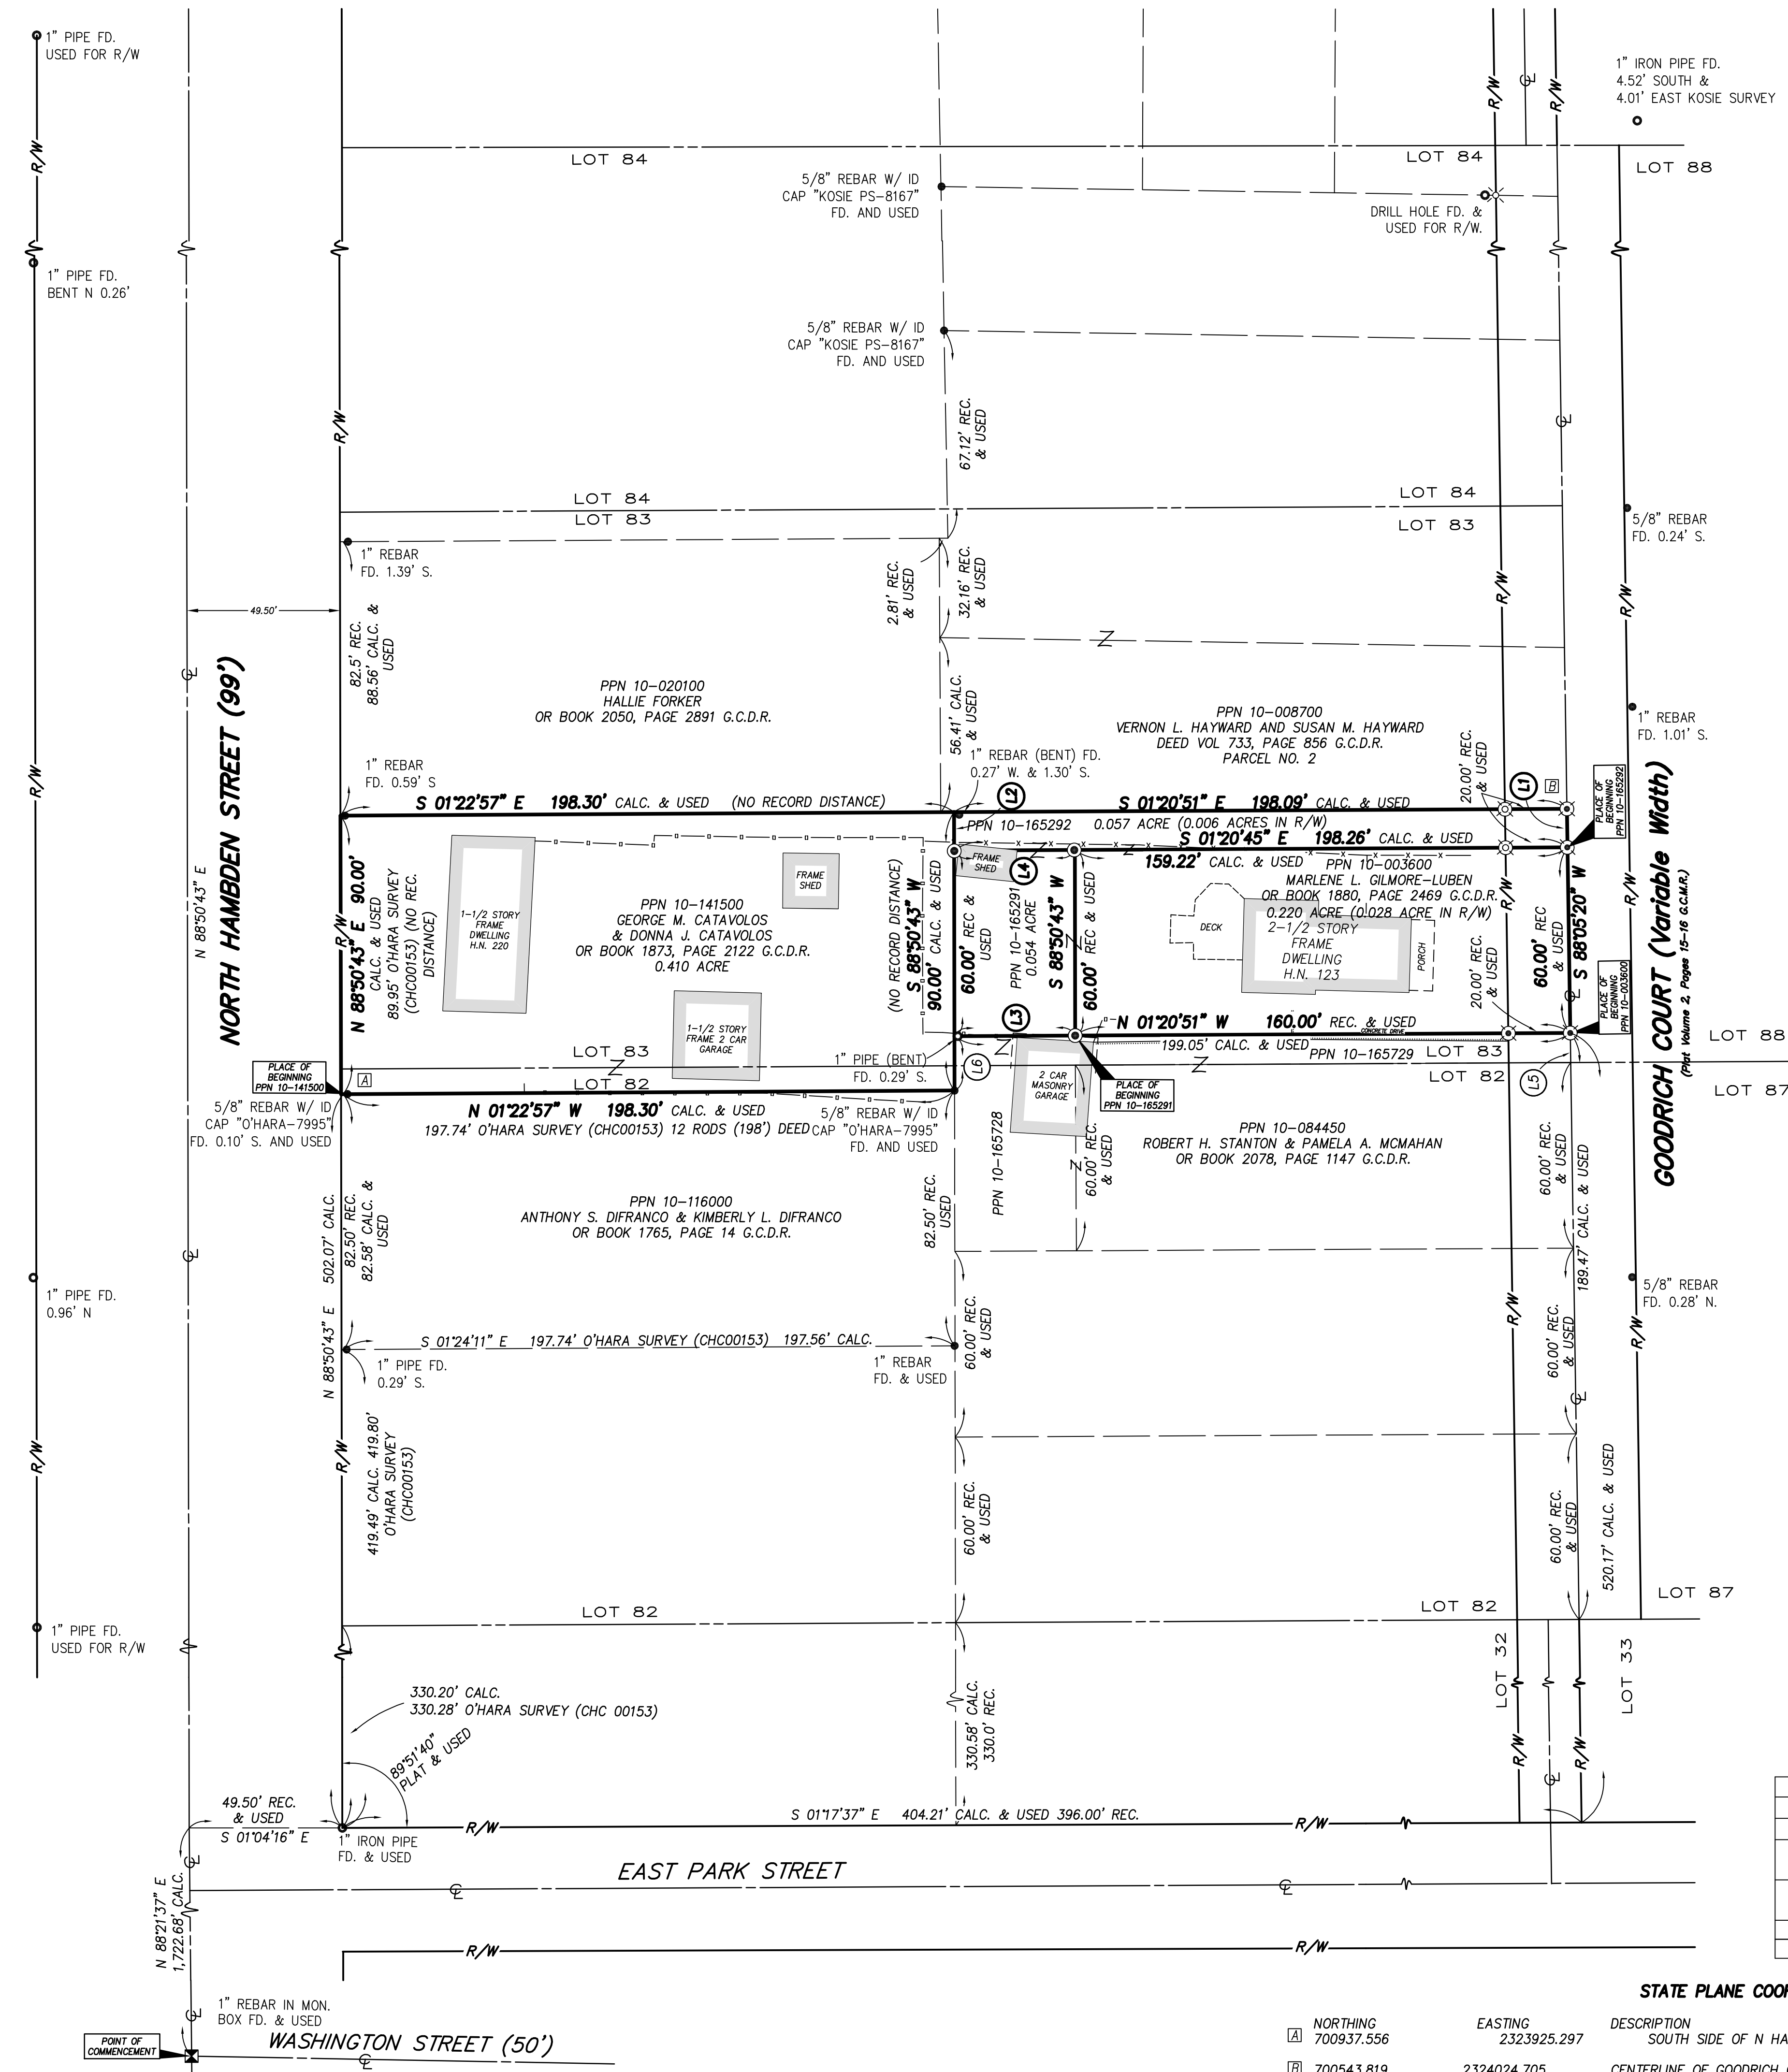 1" PIPE FD.
USED FOR R/W
R/W
1" PIPE FD.
BENT N 0.26'
R/W
1" PIPE FD.
0.96' N
R/W
1" PIPE FD.
USED FOR R/W
1" IRON PIPE FD.
4.52' SOUTH &
4.01' EAST KOSIE SURVEY
R/W
R/W
LOT 84
LOT 84
LOT 88
5/8" REBAR W/ ID
CAP "KOSIE PS-8167"
FD. AND USED
DRILL HOLE FD. &
USED FOR R/W.
5/8" REBAR W/ ID
CAP "KOSIE PS-8167"
FD. AND USED
R/W
67.12' REC.
& USED
LOT 84
LOT 83
LOT 84
LOT 83
5/8" REBAR
FD. 0.24' S.
1" REBAR
FD. 1.39' S.
49.50'
82.5' REC.
88.56' CALC. &
USED
2.81' REC.
& USED
32.16' REC.
& USED
R/W
R/W
NORTH HAMBDEN STREET (99')
N 88°50'43" E
PPN 10-020100
HALLIE FORKER
OR BOOK 2050, PAGE 2891 G.C.D.R.
56.41' CALC.
& USED
PPN 10-008700
VERNON L. HAYWARD AND SUSAN M. HAYWARD
DEED VOL 733, PAGE 856 G.C.D.R.
PARCEL NO. 2
1" REBAR
FD. 1.01' S.
1" REBAR
FD. 0.59' S
1" REBAR (BENT) FD.
0.27' W. & 1.30' S.
20.00' REC.
& USED
L1
B
PLACE OF
BEGINNING
PPN 10-165292
S 01°22'57" E 198.30' CALC. & USED (NO RECORD DISTANCE)
L2
S 01°20'51" E 198.09' CALC. & USED
PPN 10-165292 0.057 ACRE (0.006 ACRES IN R/W)
S 01°20'45" E 198.26' CALC. & USED
159.22' CALC. & USED
PPN 10-003600
MARLENE L. GILMORE-LUBEN
OR BOOK 1880, PAGE 2469 G.C.D.R.
0.220 ACRE (0.028 ACRE IN R/W)
FRAME
SHED
L4
N 88°50'43" E 90.00'
CALC. & USED
89.95' O'HARA SURVEY
(CHC00153) (NO REC.
DISTANCE)
R/W
1-1/2 STORY
FRAME
DWELLING
H.N. 220
FRAME
SHED
PPN 10-141500
GEORGE M. CATAVOLOS
& DONNA J. CATAVOLOS
OR BOOK 1873, PAGE 2122 G.C.D.R.
0.410 ACRE
(NO RECORD DISTANCE)
S 88°50'43" W
90.00' CALC. & USED
60.00' REC &
USED
PPN 10-165291
0.054 ACRE
S 88°50'43" W
60.00' REC & USED
DECK
2-1/2 STORY
FRAME
DWELLING
H.N. 123
PORCH
R/W
R/W
20.00' REC.
& USED
60.00' REC
& USED
S 88°05'20" W
PLACE OF
BEGINNING
PPN 10-003600
GOODRICH COURT (Variable Width)
(Plat Volume 2, Pages 15-16 G.C.M.R.)
1-1/2 STORY
FRAME 2 CAR
GARAGE
L3
N 01°20'51" W 160.00' REC. & USED
CONCRETE DRIVE
199.05' CALC. & USED
PPN 10-165729
LOT 83
LOT 82
LOT 88
LOT 87
LOT 83
LOT 82
1" PIPE (BENT)
FD. 0.29' S.
L6
L5
2 CAR
MASONRY
GARAGE
PLACE OF
BEGINNING
PPN 10-165291
PLACE OF
BEGINNING
PPN 10-141500
A
5/8" REBAR W/ ID
CAP "O'HARA-7995"
FD. 0.10' S. AND USED
N 01°22'57" W 198.30' CALC. & USED
197.74' O'HARA SURVEY (CHC00153) 12 RODS (198') DEED
5/8" REBAR W/ ID
CAP "O'HARA-7995"
FD. AND USED
PPN 10-165728
60.00' REC.
& USED
PPN 10-084450
ROBERT H. STANTON & PAMELA A. MCMAHAN
OR BOOK 2078, PAGE 1147 G.C.D.R.
60.00' REC.
& USED
189.47' CALC. & USED
PPN 10-116000
ANTHONY S. DIFRANCO & KIMBERLY L. DIFRANCO
OR BOOK 1765, PAGE 14 G.C.D.R.
82.50' REC.
USED
N 88°50'43" E 502.07' CALC.
82.50' REC.
82.58' CALC. &
USED
5/8" REBAR
FD. 0.28' N.
R/W
R/W
S 01°24'11" E 197.74' O'HARA SURVEY (CHC00153) 197.56' CALC.
1" PIPE FD.
0.29' S.
1" REBAR
FD. & USED
60.00' REC.
& USED
60.00' REC.
& USED
R/W
419.49' CALC. 419.80'
O'HARA SURVEY
(CHC00153)
60.00' REC.
& USED
60.00' REC.
& USED
520.17' CALC. & USED
LOT 82
LOT 82
LOT 87
LOT 32
LOT 33
330.20' CALC.
330.28' O'HARA SURVEY (CHC 00153)
89°51'40"
PLAT & USED
330.58' CALC.
330.0' REC.
R/W
R/W
49.50' REC.
& USED
S 01°04'16" E
1" IRON PIPE
FD. & USED
S 01°17'37" E 404.21' CALC. & USED 396.00' REC.
R/W
R/W
EAST PARK STREET
N 88°21'37" E
1,722.68' CALC.
R/W
R/W
1" REBAR IN MON.
BOX FD. & USED
POINT OF
COMMENCEMENT
WASHINGTON STREET (50')
STATE PLANE COO
NORTHING EASTING DESCRIPTION
A 700937.556 2323925.297 SOUTH SIDE OF N HA
B 700543.819 2324024.705 CENTERLINE OF GOODRICH